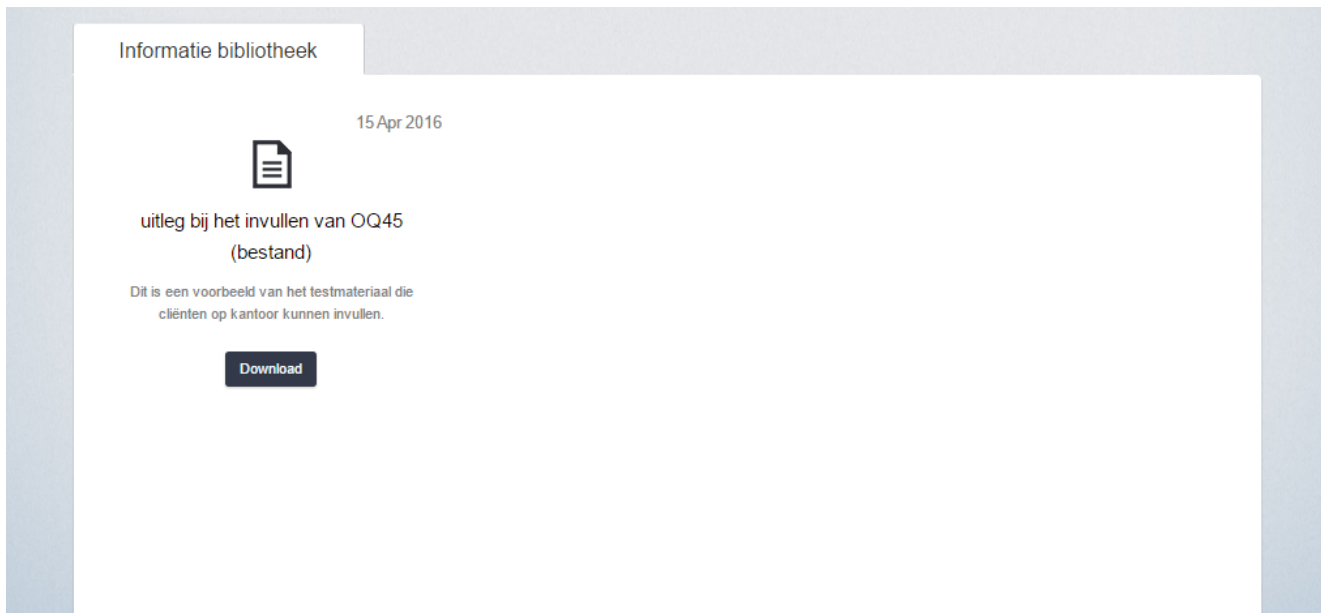 Informatie bibliotheek
15 Apr 2016
uitleg bij het invullen van OQ45
(bestand)
Dit is een voorbeeld van het testmateriaal die
cliënten op kantoor kunnen invullen.
Download